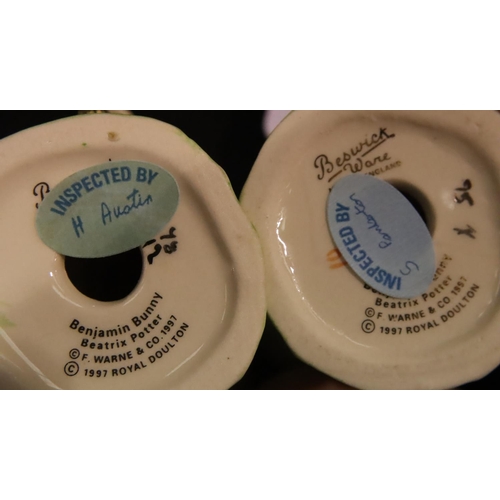 INSPECTED BY
H Austin
Benjamin Bunny
Beatrix Potter
© F. WARNE & CO. 1997
© 1997 ROYAL DOULTON
Beswick
Ware
ENGLAND
INSPECTED BY
Beatrix Potter
© F. WARNE & CO. 1997
© 1997 ROYAL DOULTON